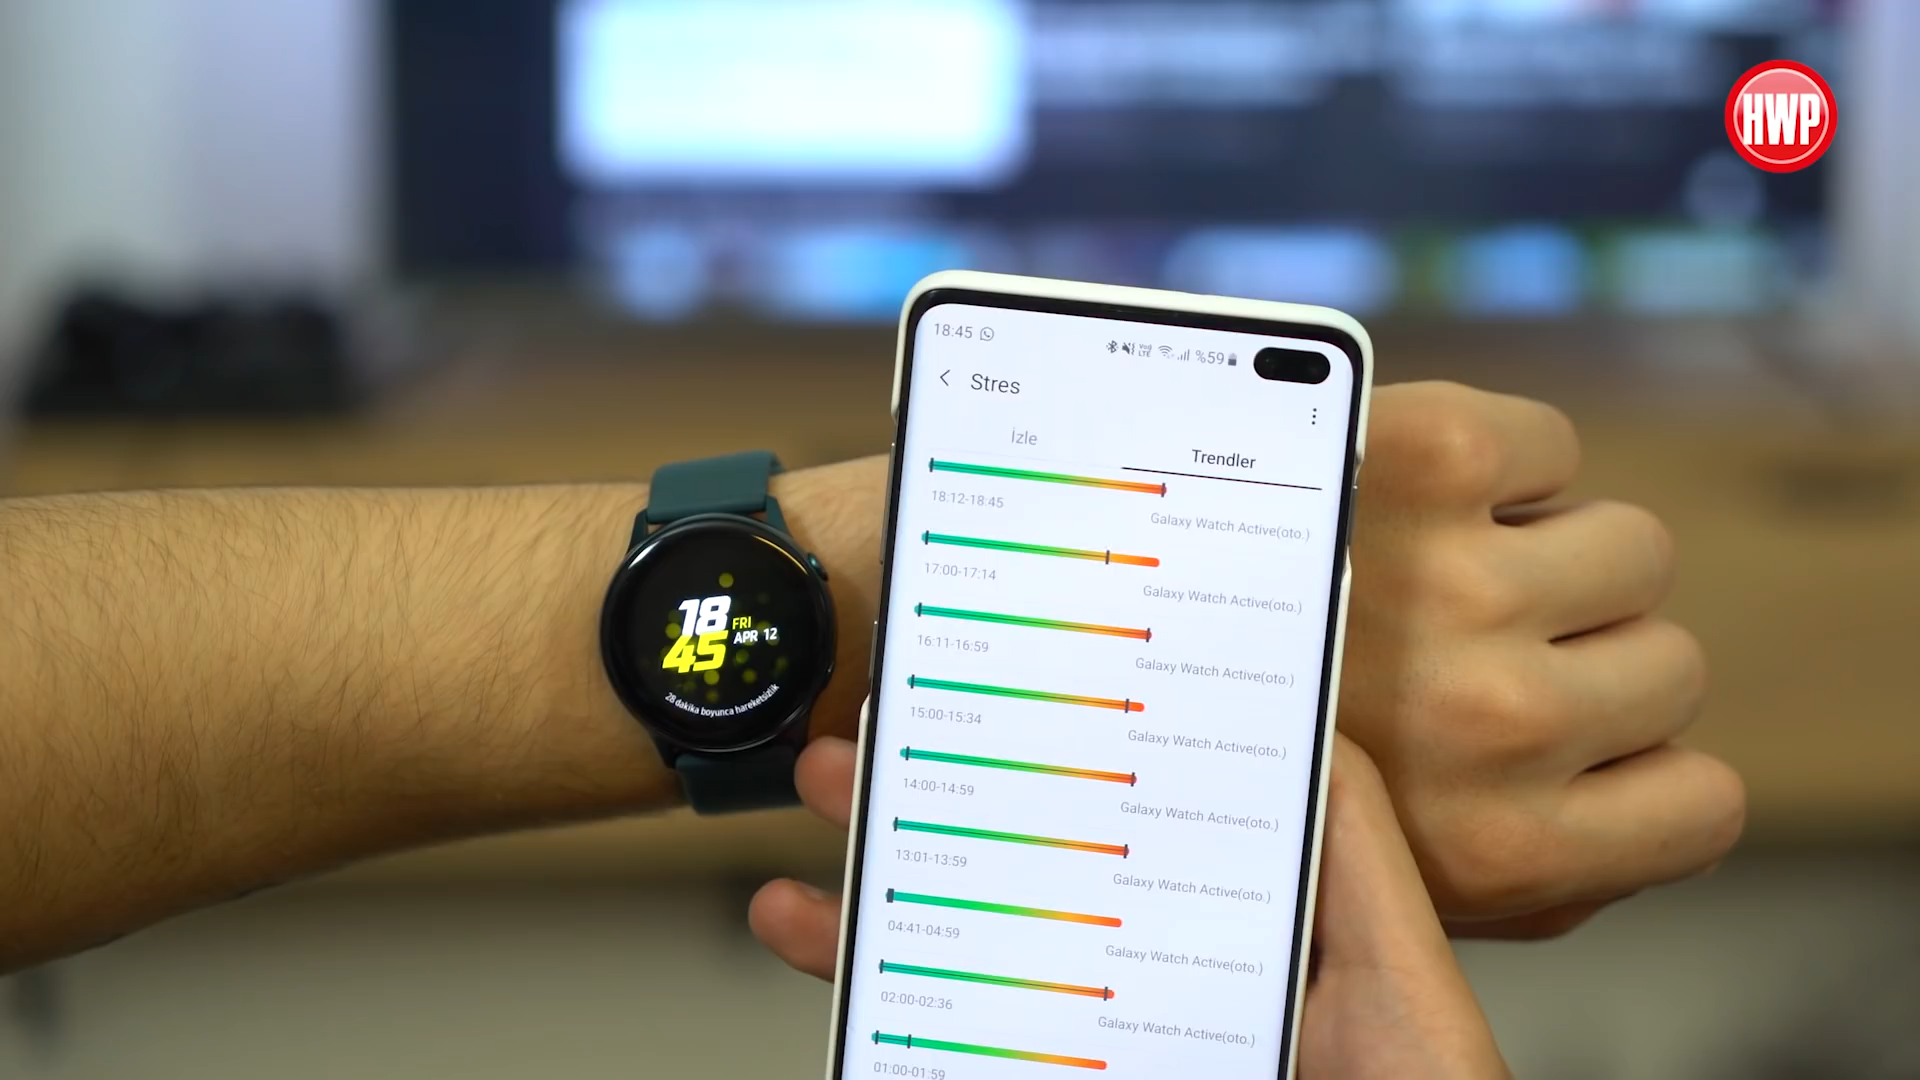 HWP
18:45
Vod LTE
%59
Stres
İzle
Trendler
18:12-18:45
Galaxy Watch Active(oto.)
17:00-17:14
Galaxy Watch Active(oto.)
16:11-16:59
Galaxy Watch Active(oto.)
15:00-15:34
Galaxy Watch Active(oto.)
14:00-14:59
Galaxy Watch Active(oto.)
13:01-13:59
Galaxy Watch Active(oto.)
04:41-04:59
Galaxy Watch Active(oto.)
02:00-02:36
Galaxy Watch Active(oto.)
01:00-01:59
18
45
FRI
APR 12
28 dakika boyunca hareketsizlik